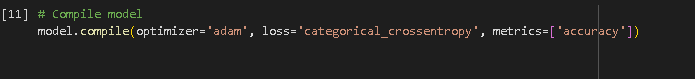 [11] # Compile model
model.compile(optimizer='adam', loss='categorical_crossentropy', metrics=['accuracy'])